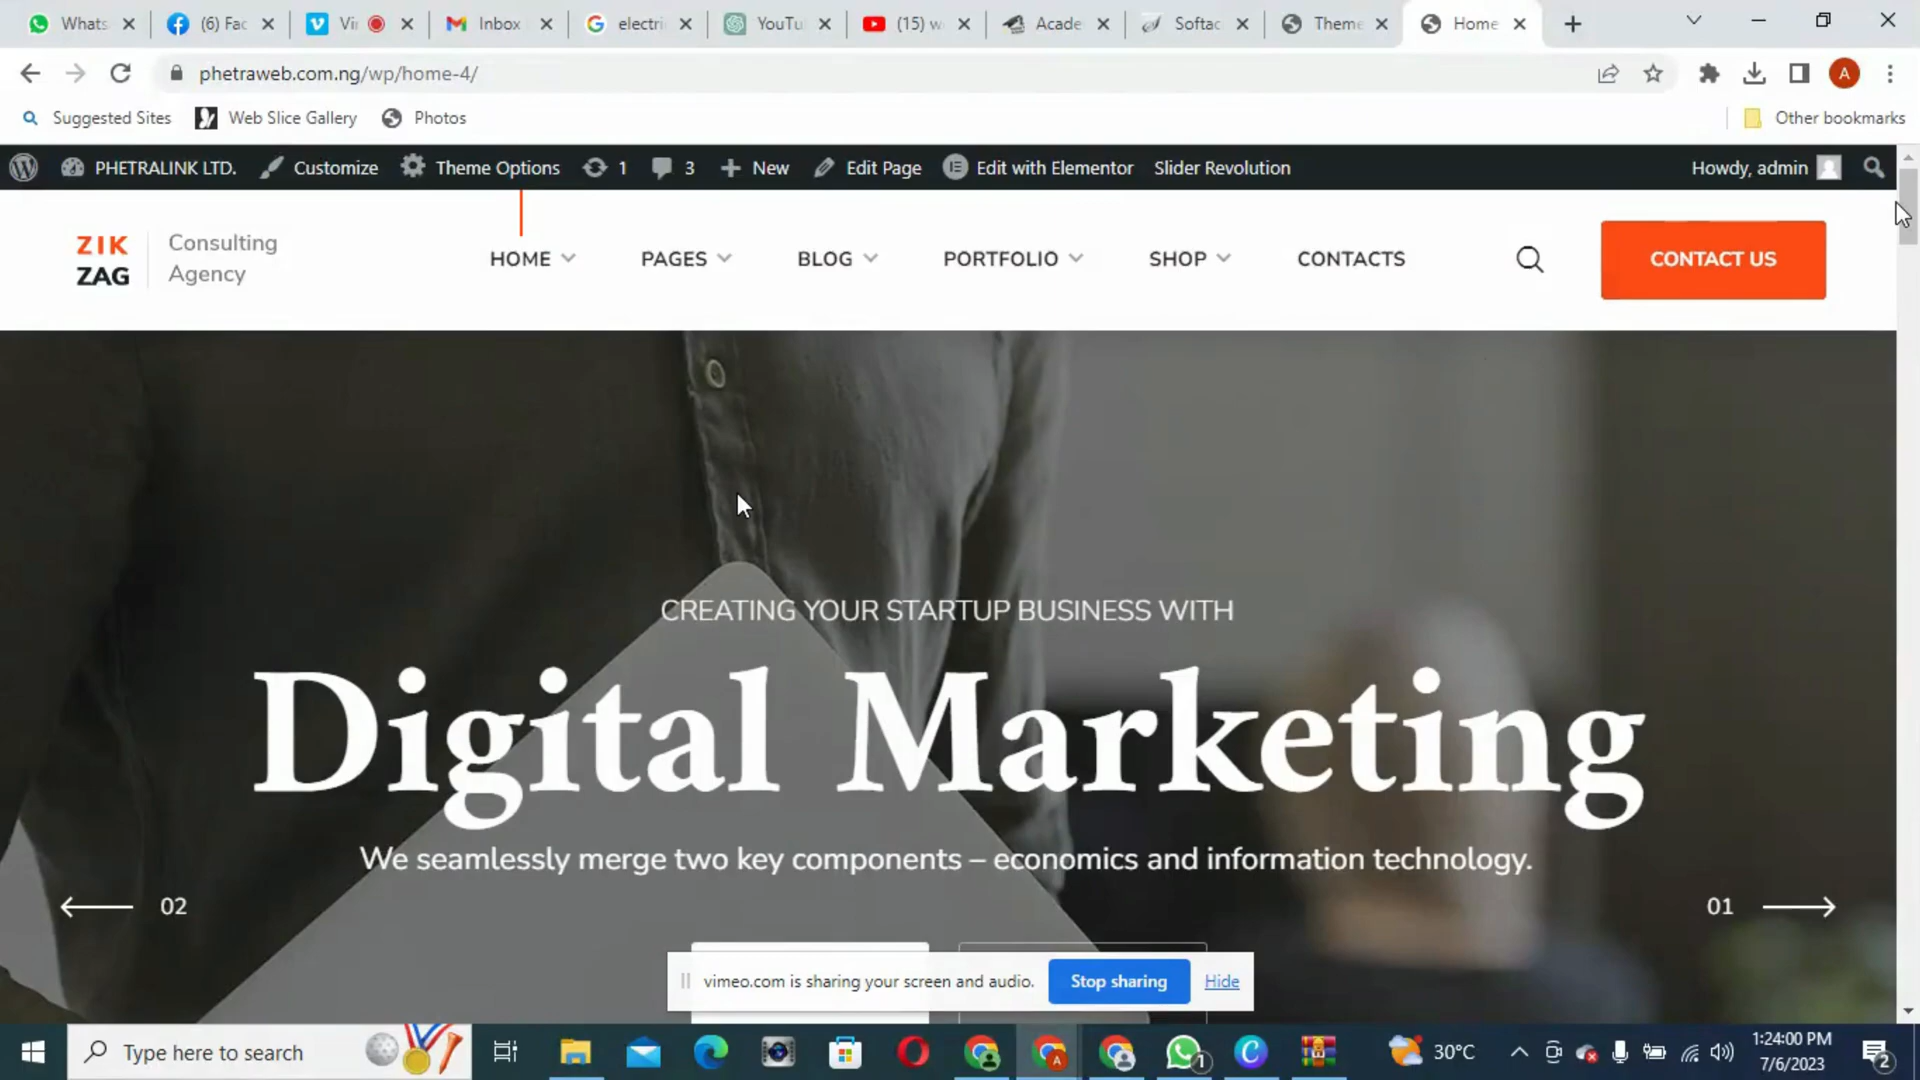 Whats
(6) Fac
Vir
Inbox
electri
YouTu
(15) w
Acade
Softac
Theme
Home
phetraweb.com.ng/wp/home-4/
A
Suggested Sites
Web Slice Gallery
Photos
Other bookmarks
PHETRALINK LTD.
Customize
Theme Options
1
3
New
Edit Page
Edit with Elementor
Slider Revolution
Howdy, admin
ZIK
ZAG
Consulting
Agency
HOME
PAGES
BLOG
PORTFOLIO
SHOP
CONTACTS
CONTACT US
CREATING YOUR STARTUP BUSINESS WITH
Digital Marketing
We seamlessly merge two key components – economics and information technology.
02
01
vimeo.com is sharing your screen and audio.
Stop sharing
Hide
Type here to search
A
1
30°C
1:24:00 PM
7/6/2023
2